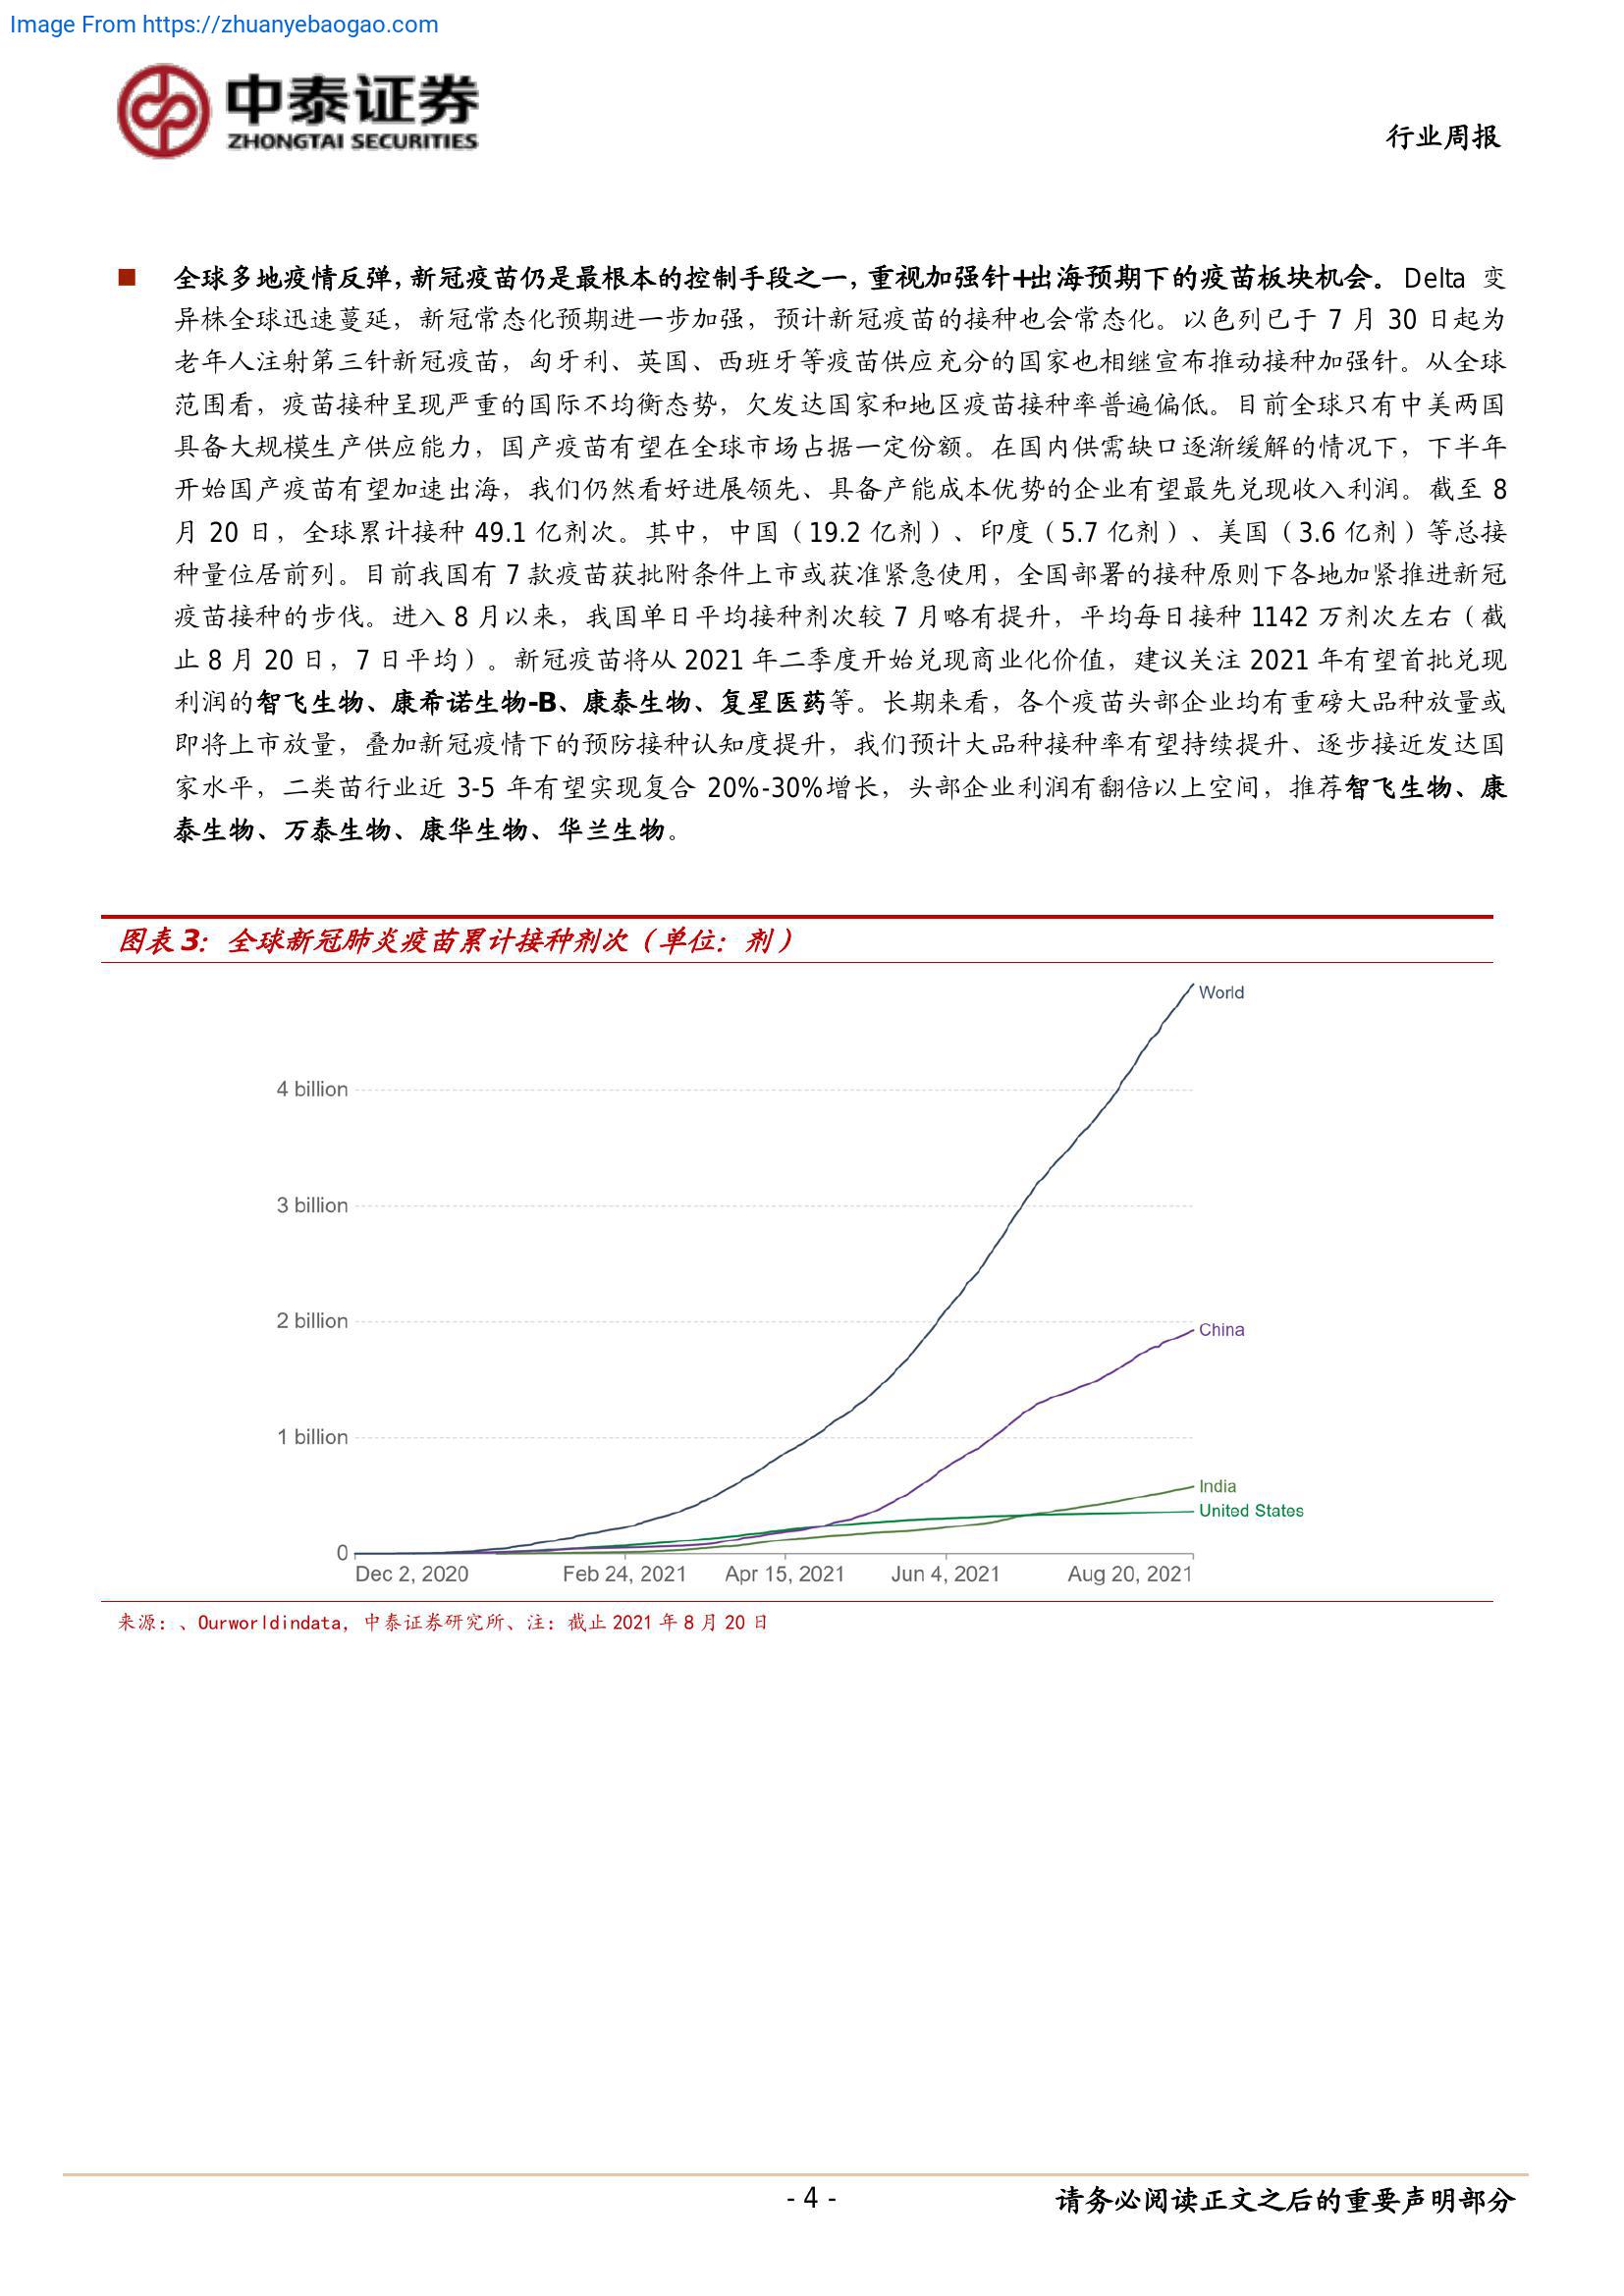 Image From https://zhuanyebaogao.com
中泰证券
ZHONGTAI SECURITIES
行业周报
■ 全球多地疫情反弹,新冠疫苗仍是最根本的控制手段之一,重视加强针+出海预期下的疫苗板块机会。Delta 变
异株全球迅速蔓延，新冠常态化预期进一步加强，预计新冠疫苗的接种也会常态化。以色列已于 7 月 30 日起为
老年人注射第三针新冠疫苗，匈牙利、英国、西班牙等疫苗供应充分的国家也相继宣布推动接种加强针。从全球
范围看，疫苗接种呈现严重的国际不均衡态势，欠发达国家和地区疫苗接种率普遍偏低。目前全球只有中美两国
具备大规模生产供应能力，国产疫苗有望在全球市场占据一定份额。在国内供需缺口逐渐缓解的情况下，下半年
开始国产疫苗有望加速出海，我们仍然看好进展领先、具备产能成本优势的企业有望最先兑现收入利润。截至 8
月 20 日，全球累计接种 49.1 亿剂次。其中，中国（19.2 亿剂）、印度（5.7 亿剂）、美国（3.6 亿剂）等总接
种量位居前列。目前我国有 7 款疫苗获批附条件上市或获准紧急使用，全国部署的接种原则下各地加紧推进新冠
疫苗接种的步伐。进入 8 月以来，我国单日平均接种剂次较 7 月略有提升，平均每日接种 1142 万剂次左右（截
止 8 月 20 日，7 日平均）。新冠疫苗将从 2021 年二季度开始兑现商业化价值，建议关注 2021 年有望首批兑现
利润的智飞生物、康希诺生物-B、康泰生物、复星医药等。长期来看，各个疫苗头部企业均有重磅大品种放量或
即将上市放量，叠加新冠疫情下的预防接种认知度提升，我们预计大品种接种率有望持续提升、逐步接近发达国
家水平，二类苗行业近 3-5 年有望实现复合 20%-30%增长，头部企业利润有翻倍以上空间，推荐智飞生物、康
泰生物、万泰生物、康华生物、华兰生物。
图表 3：全球新冠肺炎疫苗累计接种剂次（单位：剂）
World
4 billion
3 billion
2 billion
China
1 billion
India
United States
0
Dec 2, 2020 Feb 24, 2021 Apr 15, 2021 Jun 4, 2021 Aug 20, 2021
来源：、Ourworldindata，中泰证券研究所、注：截止 2021 年 8 月 20 日
- 4 -
请务必阅读正文之后的重要声明部分